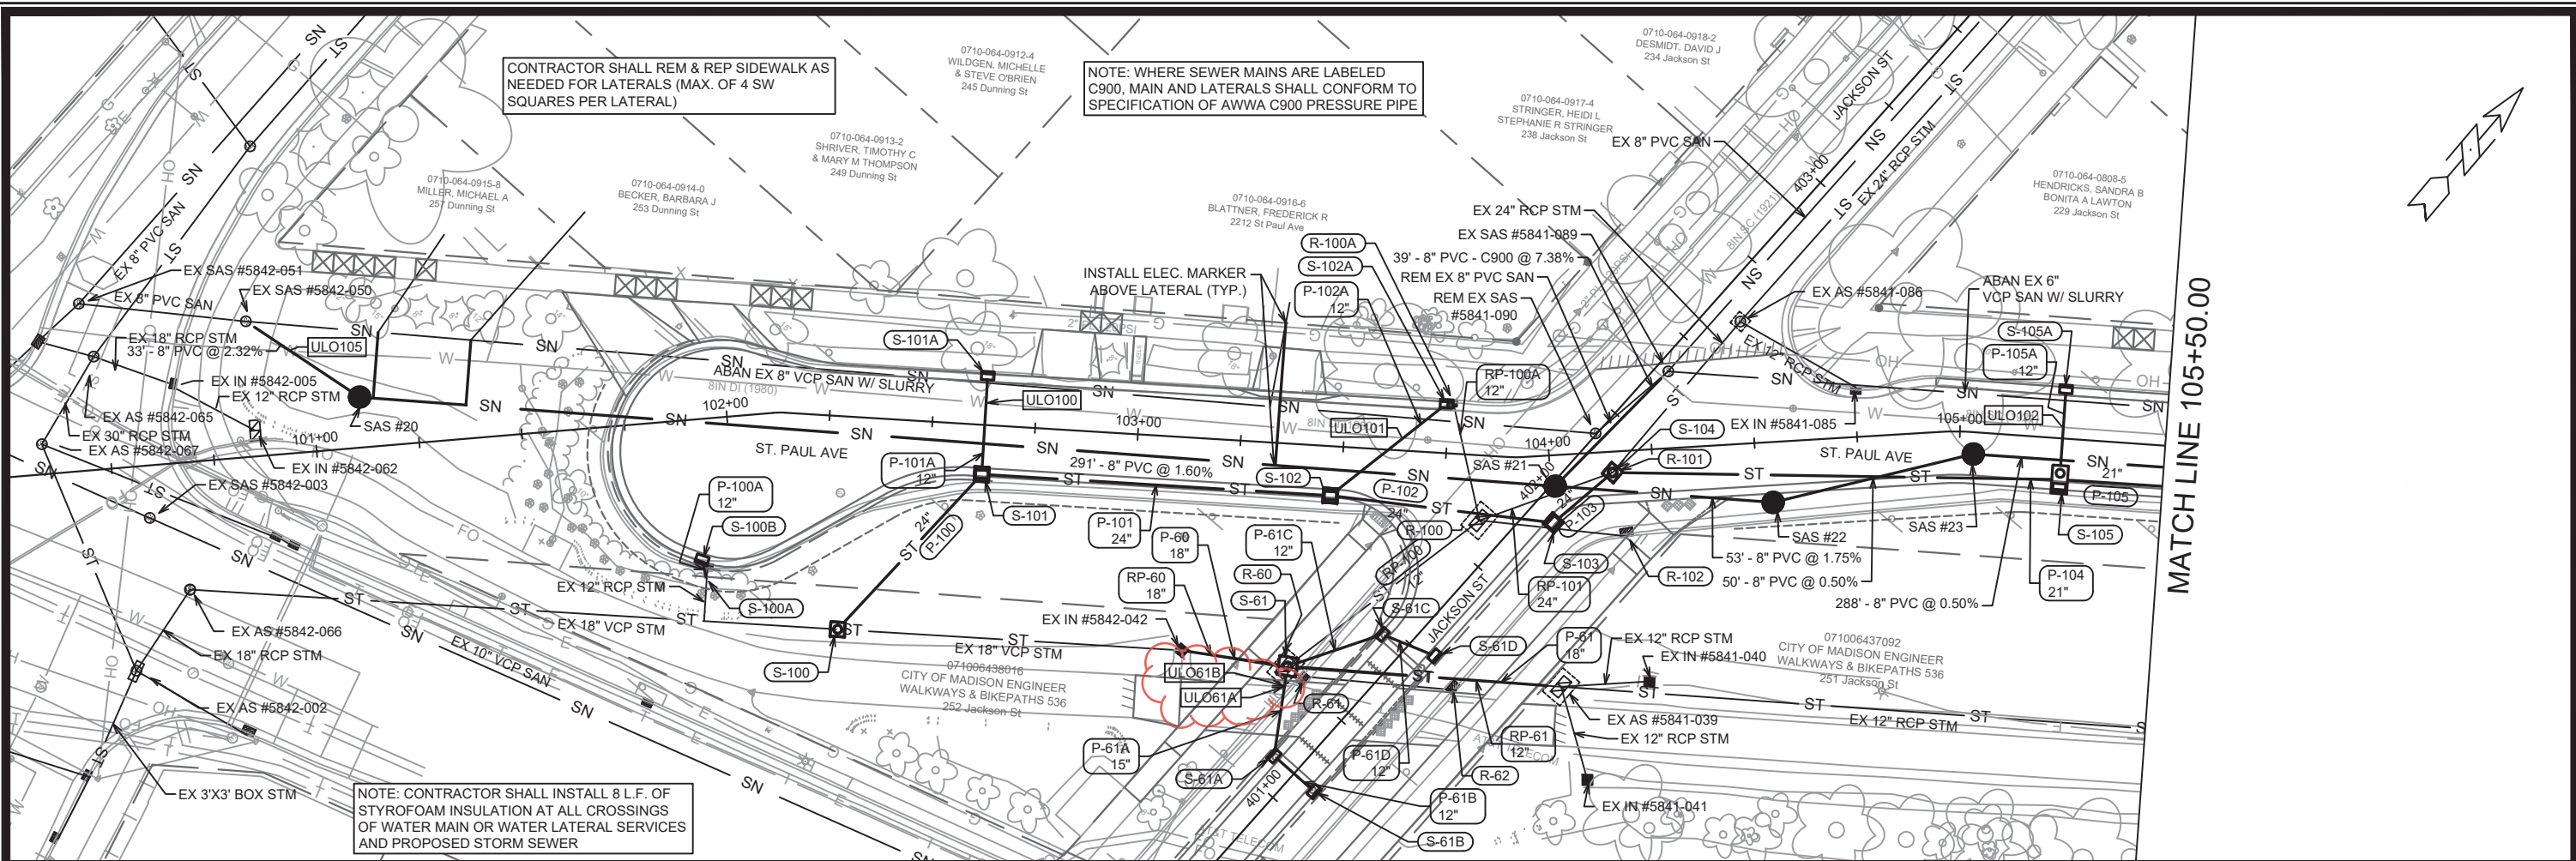 CONTRACTOR SHALL REM & REP SIDEWALK AS
NEEDED FOR LATERALS (MAX. OF 4 SW
SQUARES PER LATERAL)
NOTE: WHERE SEWER MAINS ARE LABELED
C900, MAIN AND LATERALS SHALL CONFORM TO
SPECIFICATION OF AWWA C900 PRESSURE PIPE
0710-064-0912-4
WILDGEN, MICHELLE
& STEVE O'BRIEN
245 Dunning St
0710-064-0918-2
DESMIDT, DAVID J
234 Jackson St
0710-064-0917-4
STRINGER, HEIDI L
STEPHANIE R STRINGER
238 Jackson St
0710-064-0913-2
SHRIVER, TIMOTHY C
& MARY M THOMPSON
249 Dunning St
0710-064-0915-8
MILLER, MICHAEL A
257 Dunning St
0710-064-0914-0
BECKER, BARBARA J
253 Dunning St
0710-064-0916-6
BLATTNER, FREDERICK R
2212 St Paul Ave
0710-064-0808-5
HENDRICKS, SANDRA B
BONITA A LAWTON
229 Jackson St
JACKSON ST
EX 8" PVC SAN
403+00
EX 24" RCP STM
8IN SC (1921)
EX 24" RCP STM
EX SAS #5841-089
39' - 8" PVC - C900 @ 7.38%
REM EX 8" PVC SAN
REM EX SAS
#5841-090
R-100A
S-102A
P-102A
12"
INSTALL ELEC. MARKER
ABOVE LATERAL (TYP.)
EX AS #5841-086
ABAN EX 6"
VCP SAN W/ SLURRY
S-105A
P-105A
12"
EX 12" RCP STM
MATCH LINE 105+50.00
EX 8" PVC SAN
EX SAS #5842-051
EX SAS #5842-050
EX 8" PVC SAN
EX 18" RCP STM
33' - 8" PVC @ 2.32%
ULO105
EX IN #5842-005
EX 12" RCP STM
EX AS #5842-065
EX 30" RCP STM
EX AS #5842-067
SAS #20
101+00
EX IN #5842-062
EX SAS #5842-003
S-101A
ABAN EX 8" VCP SAN W/ SLURRY
8IN DI (1980)
102+00
ULO100
103+00
ULO101
RP-100A
12"
104+00
EX IN #5841-085
105+00
ULO102
ST. PAUL AVE
P-101A
12"
291' - 8" PVC @ 1.60%
S-102
P-102
24"
SAS #21
402+00
24"
S-104
R-101
ST. PAUL AVE
21"
P-105
P-100A
12"
S-100B
24"
P-100
S-101
P-101
24"
P-60
18"
P-61C
12"
R-100
RP-100
12"
P-103
S-103
R-102
SAS #22
SAS #23
S-105
53' - 8" PVC @ 1.75%
50' - 8" PVC @ 0.50%
288' - 8" PVC @ 0.50%
P-104
21"
RP-101
24"
RP-60
18"
R-60
S-61
EX 12" RCP STM
S-100A
EX 18" VCP STM
EX IN #5842-042
EX 18" VCP STM
S-100
S-61C
JACKSON ST
S-61D
P-61
18"
EX 12" RCP STM
EX IN #5841-040
071006437092
CITY OF MADISON ENGINEER
WALKWAYS & BIKEPATHS 536
251 Jackson St
EX AS #5842-066
EX 18" RCP STM
EX 10" VCP SAN
EX AS #5842-002
071006438016
CITY OF MADISON ENGINEER
WALKWAYS & BIKEPATHS 536
252 Jackson St
ULO61B
ULO61A
R-61
EX AS #5841-039
EX 12" RCP STM
EX 12" RCP STM
P-61A
15"
S-61A
P-61D
12"
RP-61
12"
R-62
401+00
P-61B
12"
S-61B
EX IN #5841-041
EX 3'X3' BOX STM
NOTE: CONTRACTOR SHALL INSTALL 8 L.F. OF
STYROFOAM INSULATION AT ALL CROSSINGS
OF WATER MAIN OR WATER LATERAL SERVICES
AND PROPOSED STORM SEWER